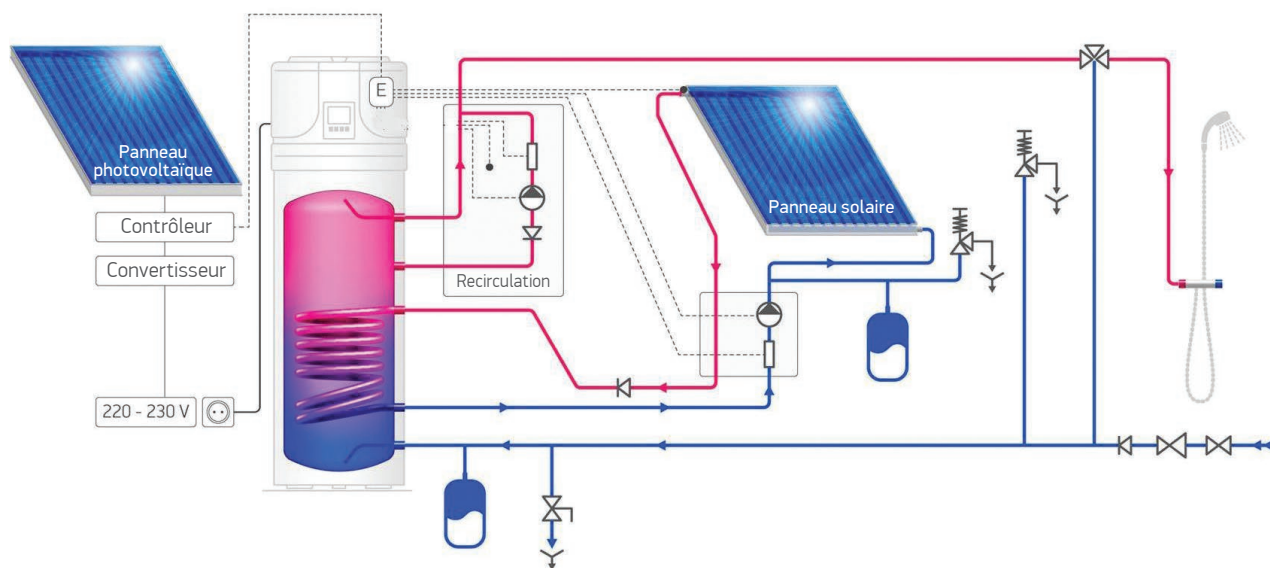 Panneau
photovoltaïque
Contrôleur
Convertisseur
220 - 230 V
E
Recirculation
Panneau solaire